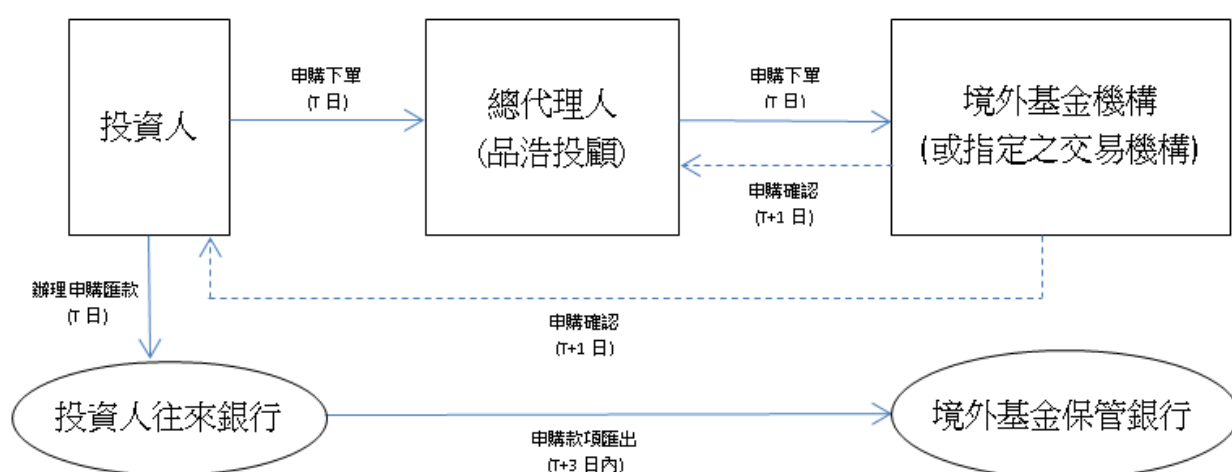 申購下單
(T 日)
申購下單
(T 日)
投資人
總代理人
(品浩投顧)
境外基金機構
(或指定之交易機構)
申購確認
(T+1 日)
辦理申購匯款
(T 日)
申購確認
(T+1 日)
投資人往來銀行
境外基金保管銀行
申購款項匯出
(T+3 日內)